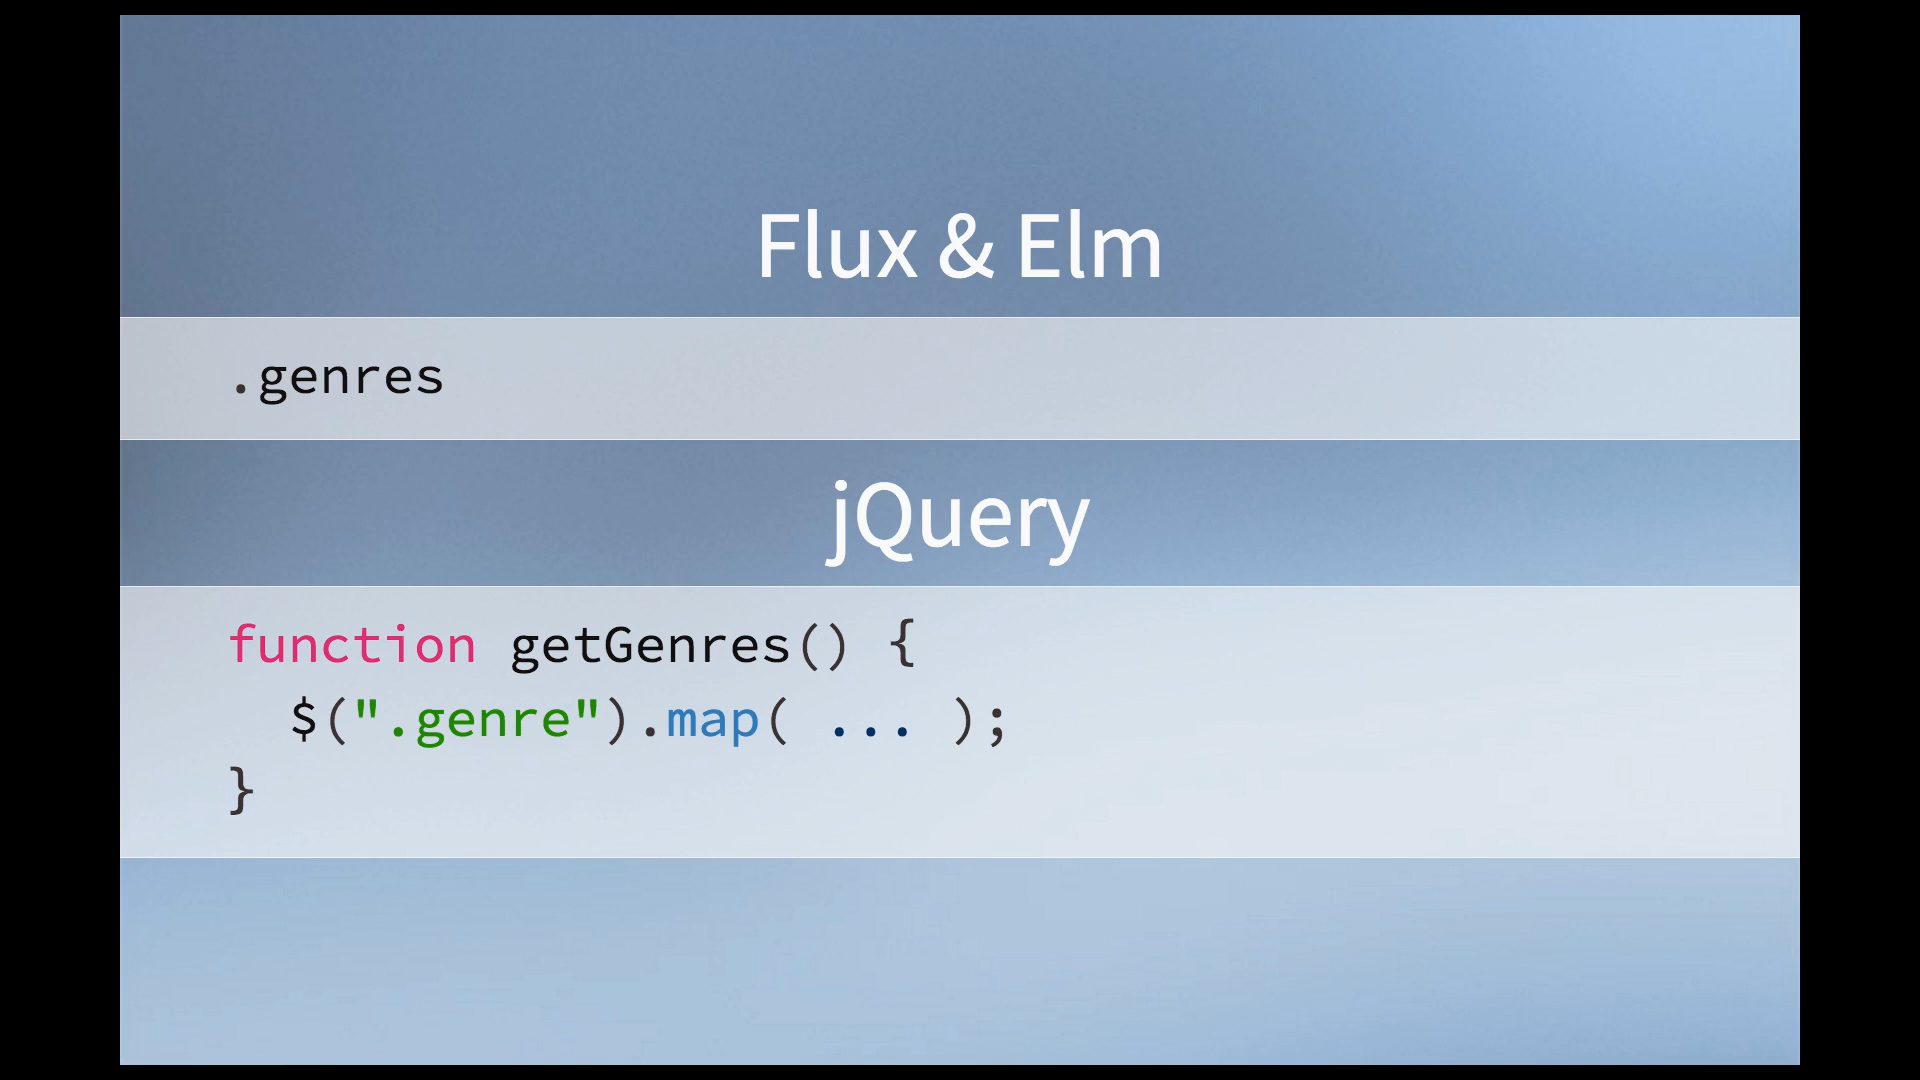 Flux & Elm
.genres
jQuery
function getGenres() {
  $(".genre").map( ... );
}